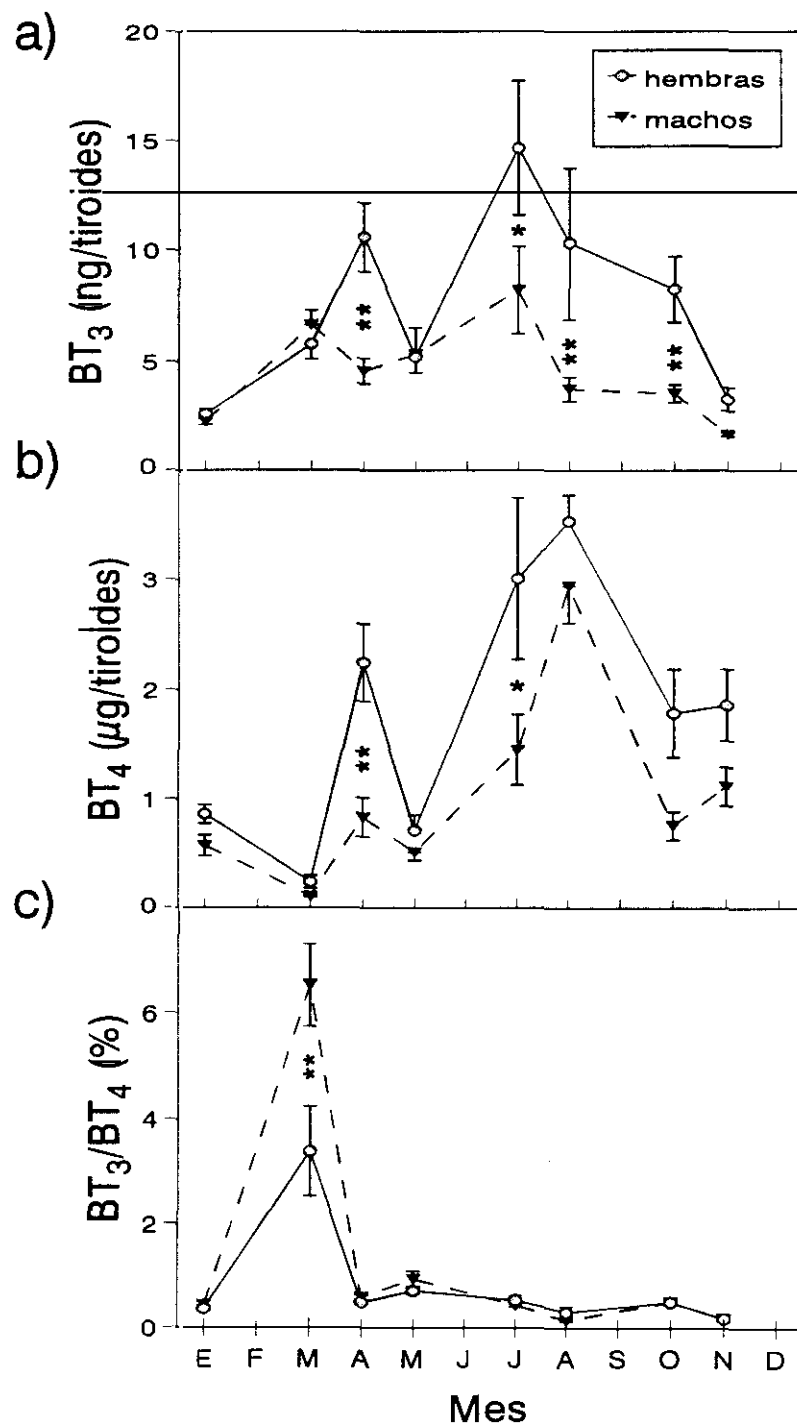 a)
20
15
10
5
0
BT3 (ng/tiroides)
hembras
machos
*
**
*
**
**
*
b)
3
2
1
0
BT4 (µg/tiroides)
**
*
c)
6
4
2
0
BT3/BT4 (%)
**
E F M A M J J A S O N D
Mes